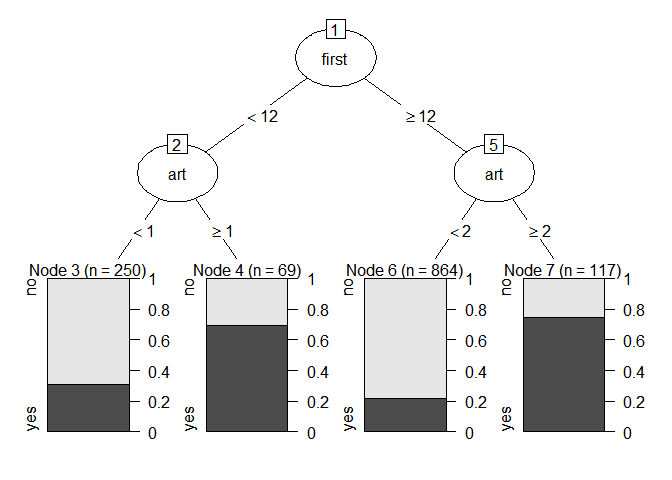 1
first
< 12
≥ 12
2
art
5
art
< 1
≥ 1
< 2
≥ 2
Node 3 (n = 250)
yes
no
0
0.2
0.4
0.6
0.8
1
Node 4 (n = 69)
0
0.2
0.4
0.6
0.8
1
yes
no
Node 6 (n = 864)
yes
no
0
0.2
0.4
0.6
0.8
1
Node 7 (n = 117)
yes
no
0
0.2
0.4
0.6
0.8
1